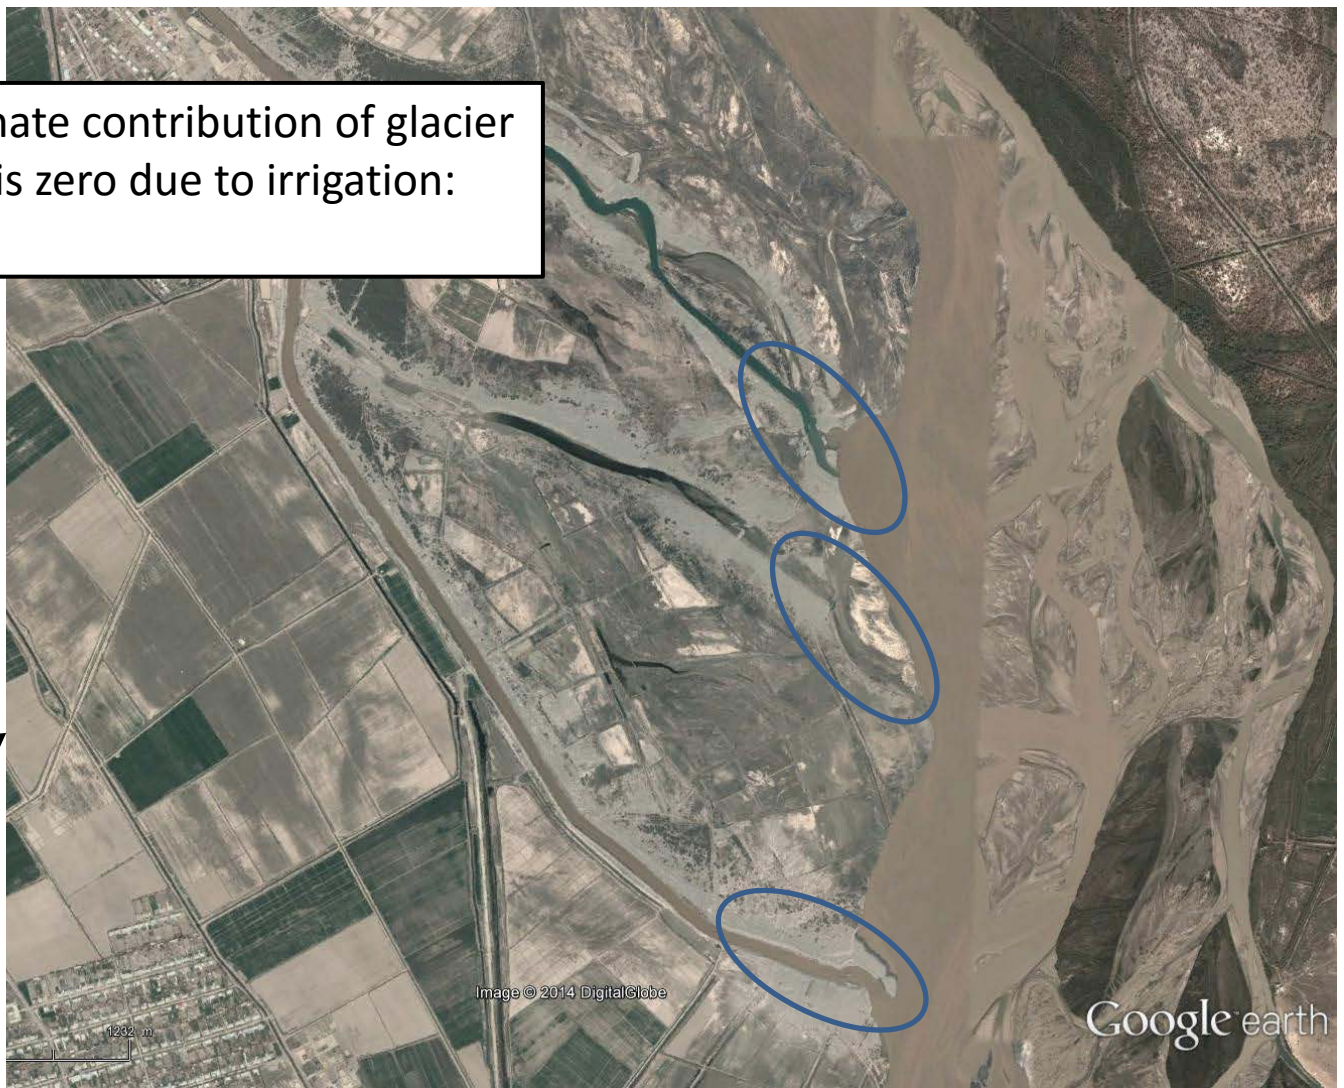 nate contribution of glacier
is zero due to irrigation:
Image © 2014 DigitalGlobe
1232 m
Google earth